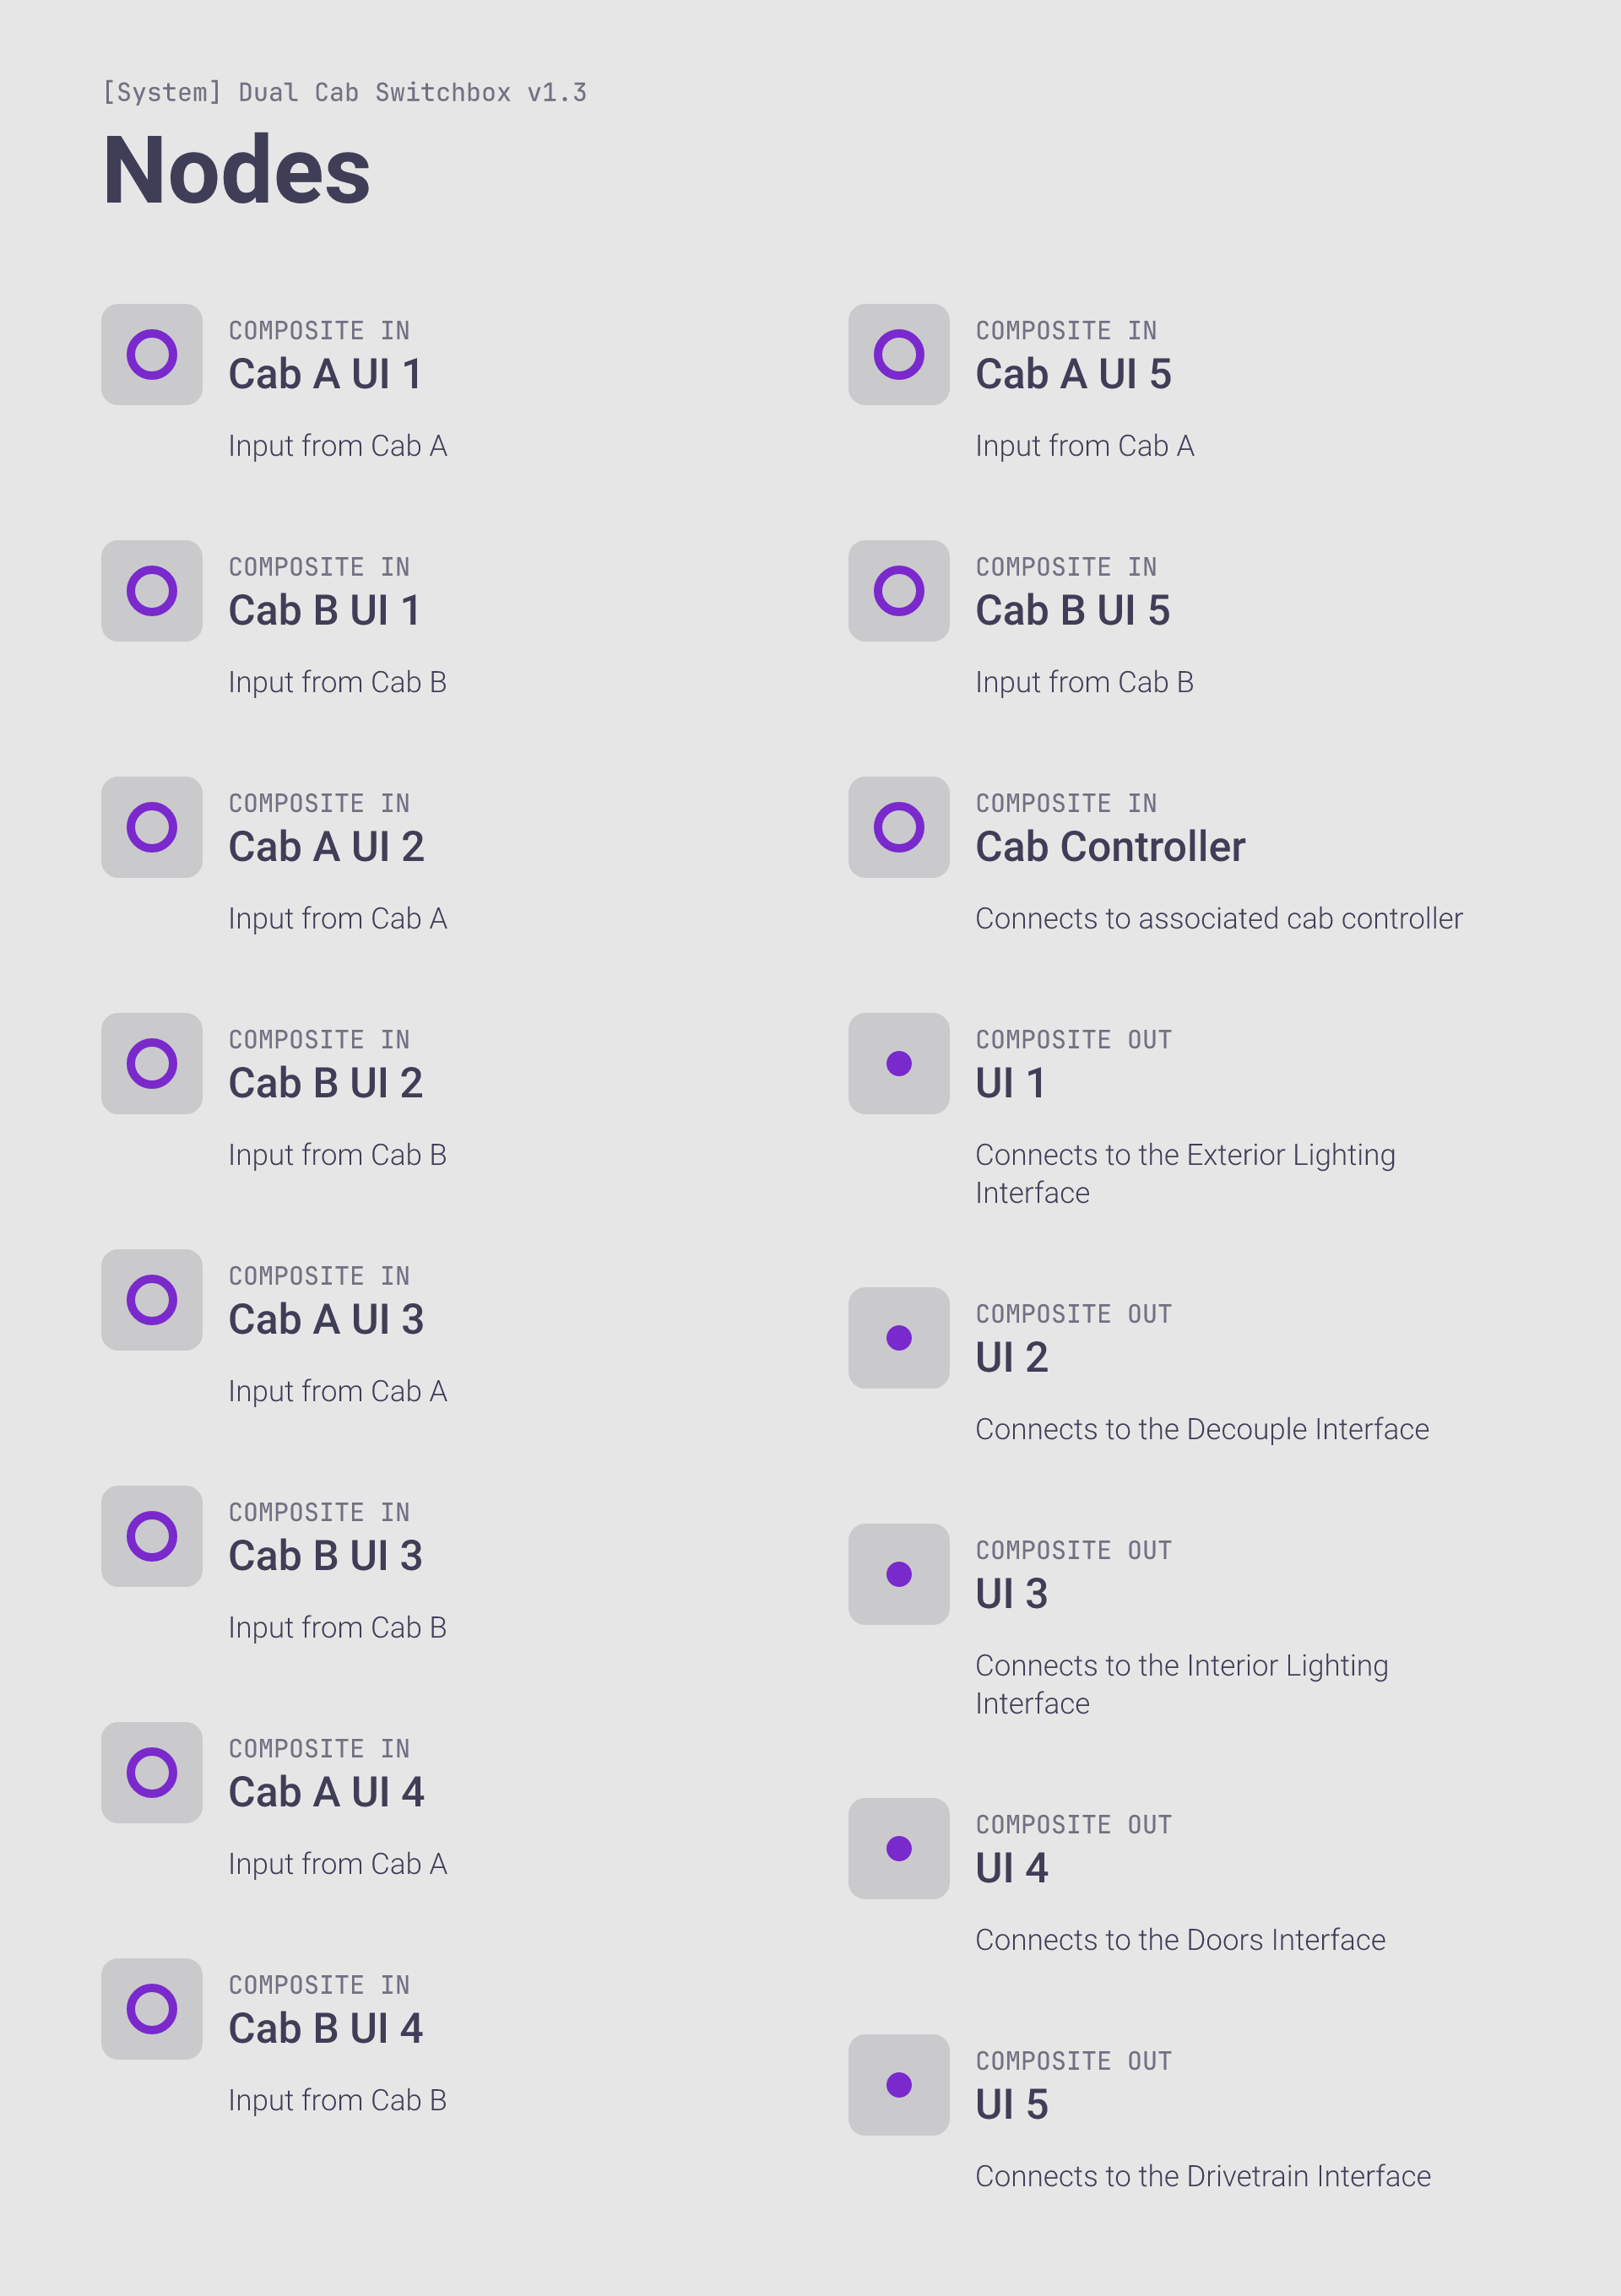 [System] Dual Cab Switchbox v1.3
Nodes
COMPOSITE IN
Cab A UI 1
Input from Cab A
COMPOSITE IN
Cab B UI 1
Input from Cab B
COMPOSITE IN
Cab A UI 2
Input from Cab A
COMPOSITE IN
Cab B UI 2
Input from Cab B
COMPOSITE IN
Cab A UI 3
Input from Cab A
COMPOSITE IN
Cab B UI 3
Input from Cab B
COMPOSITE IN
Cab A UI 4
Input from Cab A
COMPOSITE IN
Cab B UI 4
Input from Cab B
COMPOSITE IN
Cab A UI 5
Input from Cab A
COMPOSITE IN
Cab B UI 5
Input from Cab B
COMPOSITE IN
Cab Controller
Connects to associated cab controller
COMPOSITE OUT
UI 1
Connects to the Exterior Lighting
Interface
COMPOSITE OUT
UI 2
Connects to the Decouple Interface
COMPOSITE OUT
UI 3
Connects to the Interior Lighting
Interface
COMPOSITE OUT
UI 4
Connects to the Doors Interface
COMPOSITE OUT
UI 5
Connects to the Drivetrain Interface